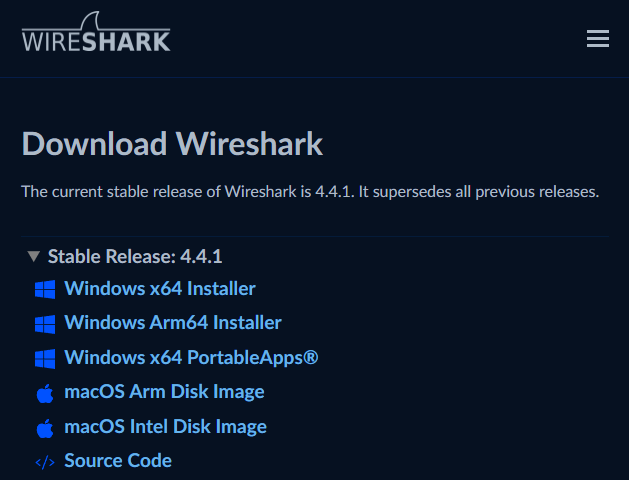 WIRESHARK
Download Wireshark
The current stable release of Wireshark is 4.4.1. It supersedes all previous releases.
▼ Stable Release: 4.4.1
Windows x64 Installer
Windows Arm64 Installer
Windows x64 PortableApps®
macOS Arm Disk Image
macOS Intel Disk Image
</> Source Code